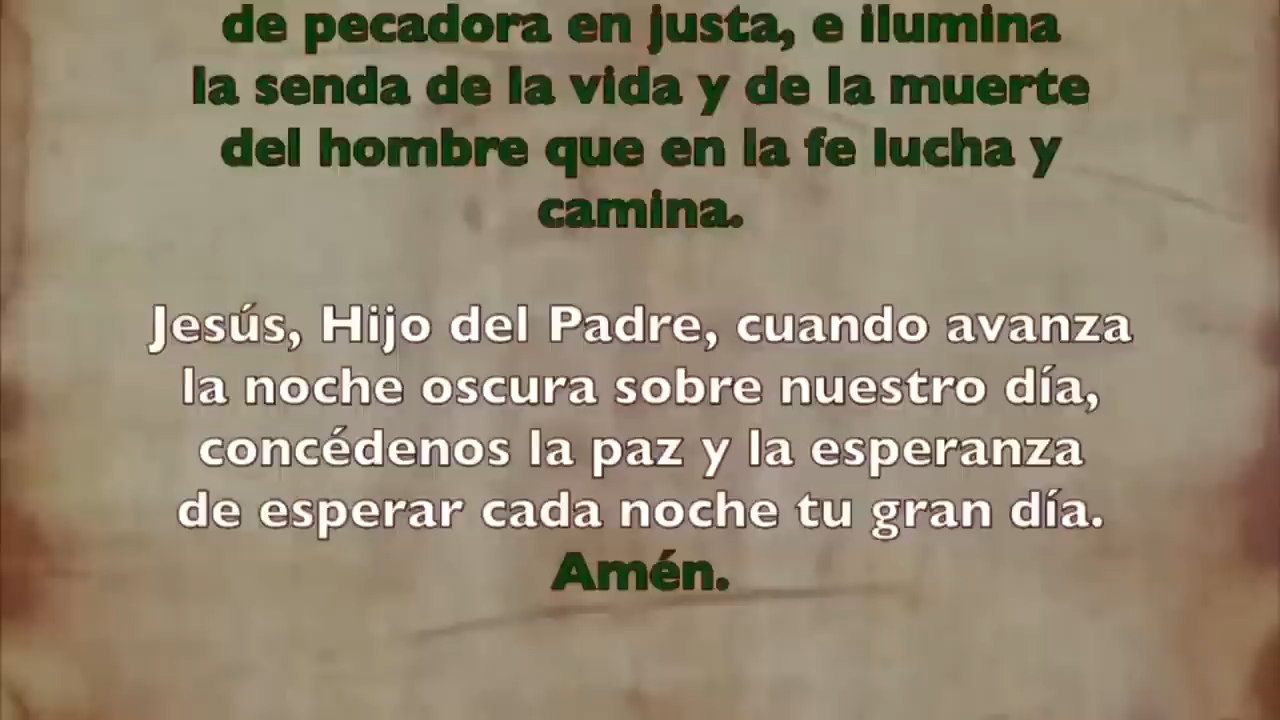 de pecadora en justa, e ilumina
la senda de la vida y de la muerte
del hombre que en la fe lucha y
camina.
Jesús, Hijo del Padre, cuando avanza
la noche oscura sobre nuestro día,
concédenos la paz y la esperanza
de esperar cada noche tu gran día.
Amén.